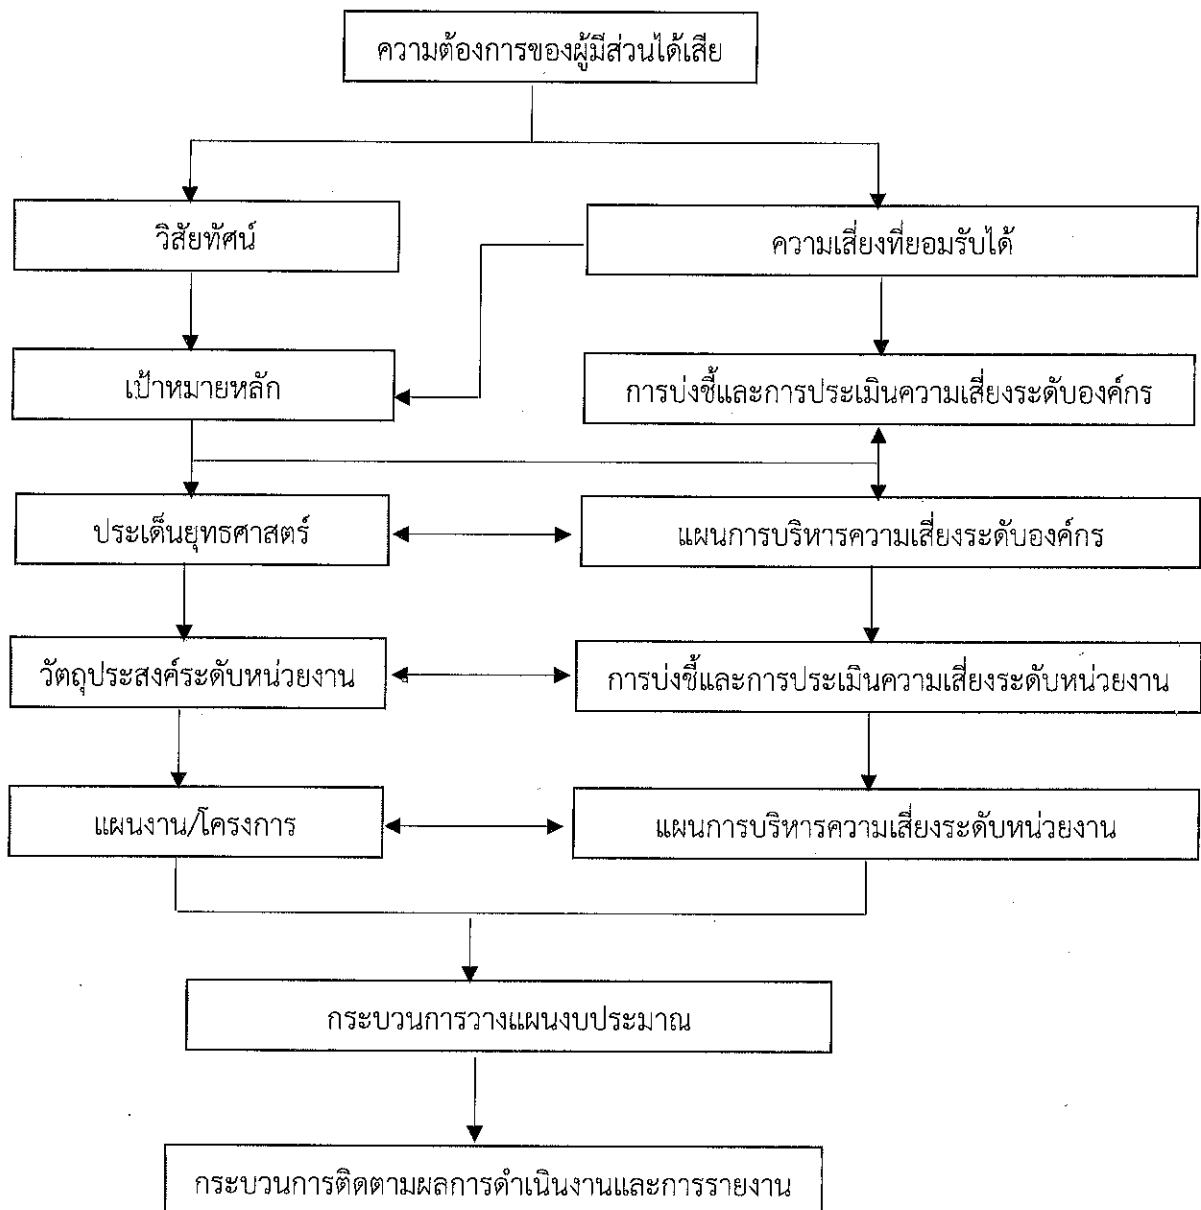 ความต้องการของผู้มีส่วนได้เสีย
วิสัยทัศน์
ความเสี่ยงที่ยอมรับได้
เป้าหมายหลัก
การบ่งชี้และการประเมินความเสี่ยงระดับองค์กร
ประเด็นยุทธศาสตร์
แผนการบริหารความเสี่ยงระดับองค์กร
วัตถุประสงค์ระดับหน่วยงาน
การบ่งชี้และการประเมินความเสี่ยงระดับหน่วยงาน
แผนงาน/โครงการ
แผนการบริหารความเสี่ยงระดับหน่วยงาน
กระบวนการวางแผนงบประมาณ
กระบวนการติดตามผลการดำเนินงานและการรายงาน